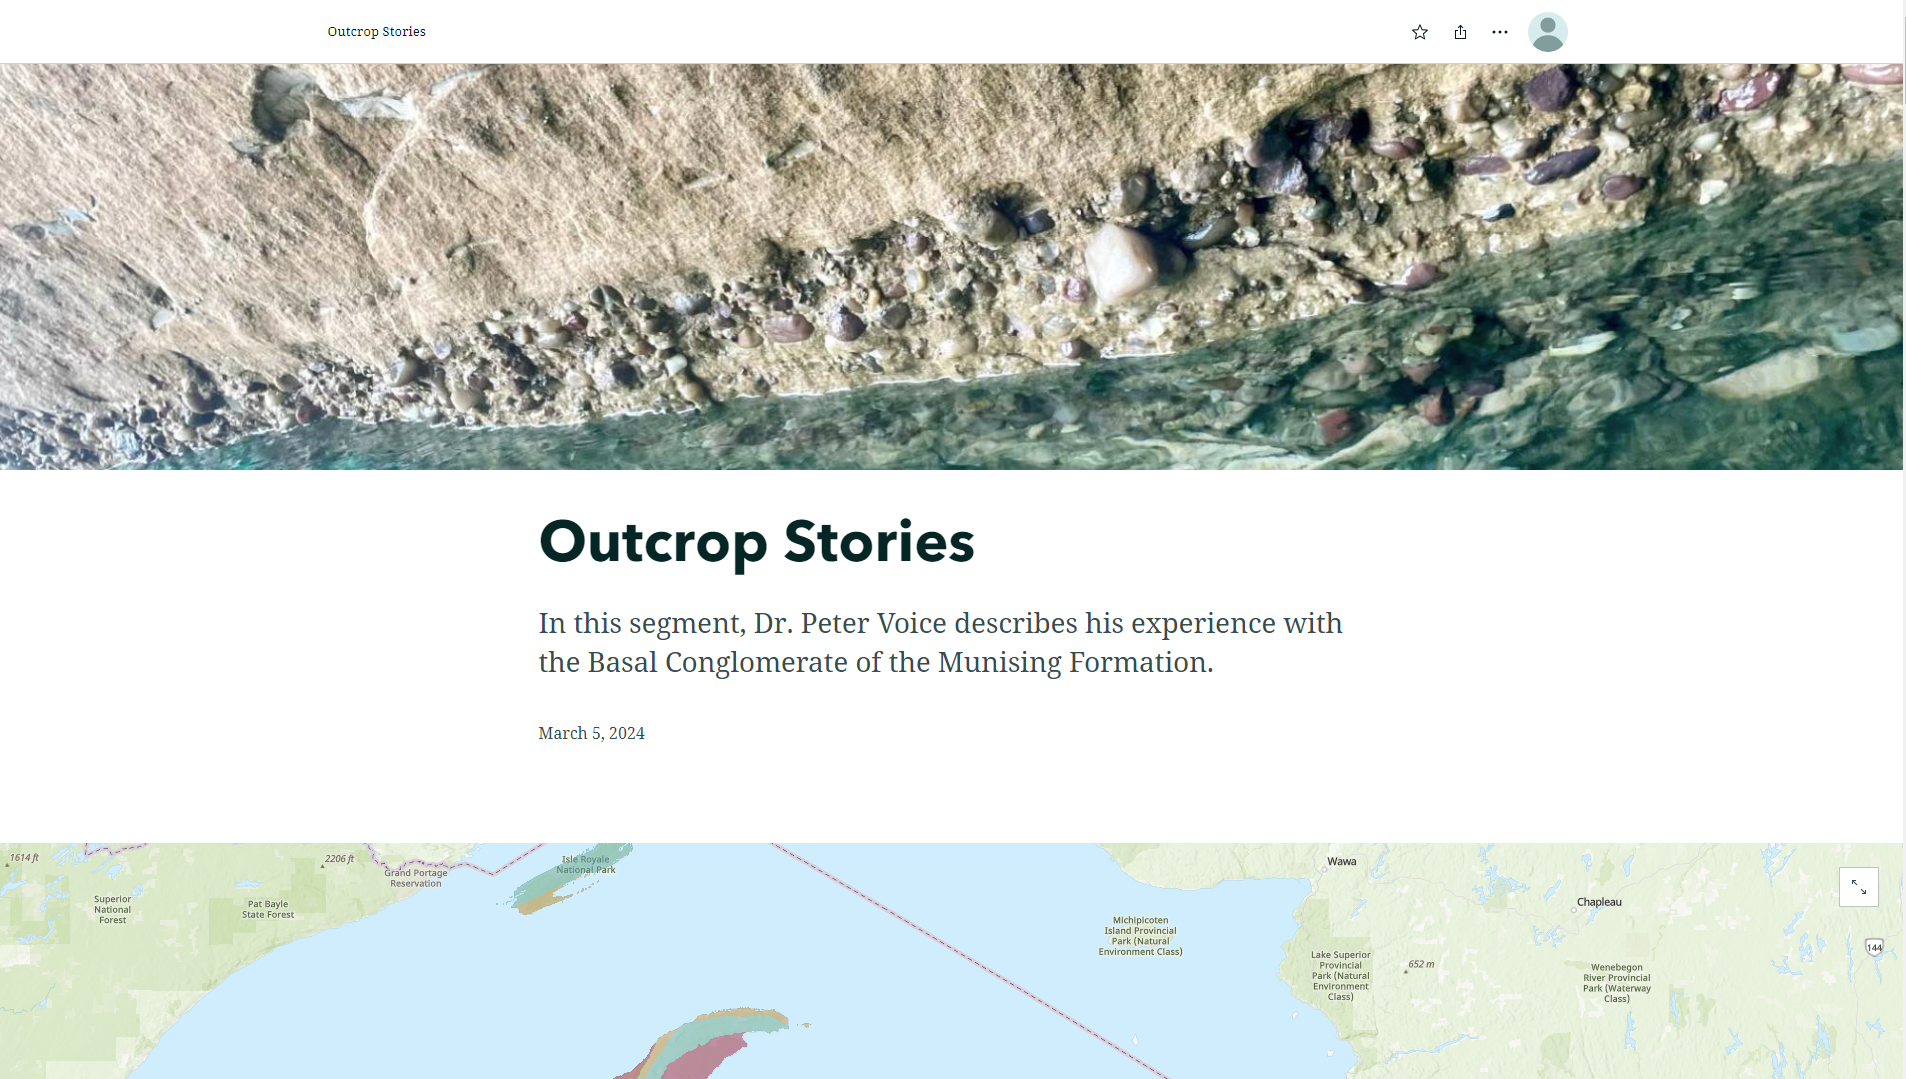 Outcrop Stories
Outcrop Stories
In this segment, Dr. Peter Voice describes his experience with
the Basal Conglomerate of the Munising Formation.
March 5, 2024
1614 ft
2206 ft
Grand Portage
Reservation
Isle Royale
National Park
Superior
National
Forest
Pat Bayle
State Forest
Wawa
Chapleau
Michipicoten
Island Provincial
Park (Natural
Environment Class)
Lake Superior
Provincial
Park (Natural
Environment
Class)
652 m
Wenebegon
River Provincial
Park (Waterway
Class)
144